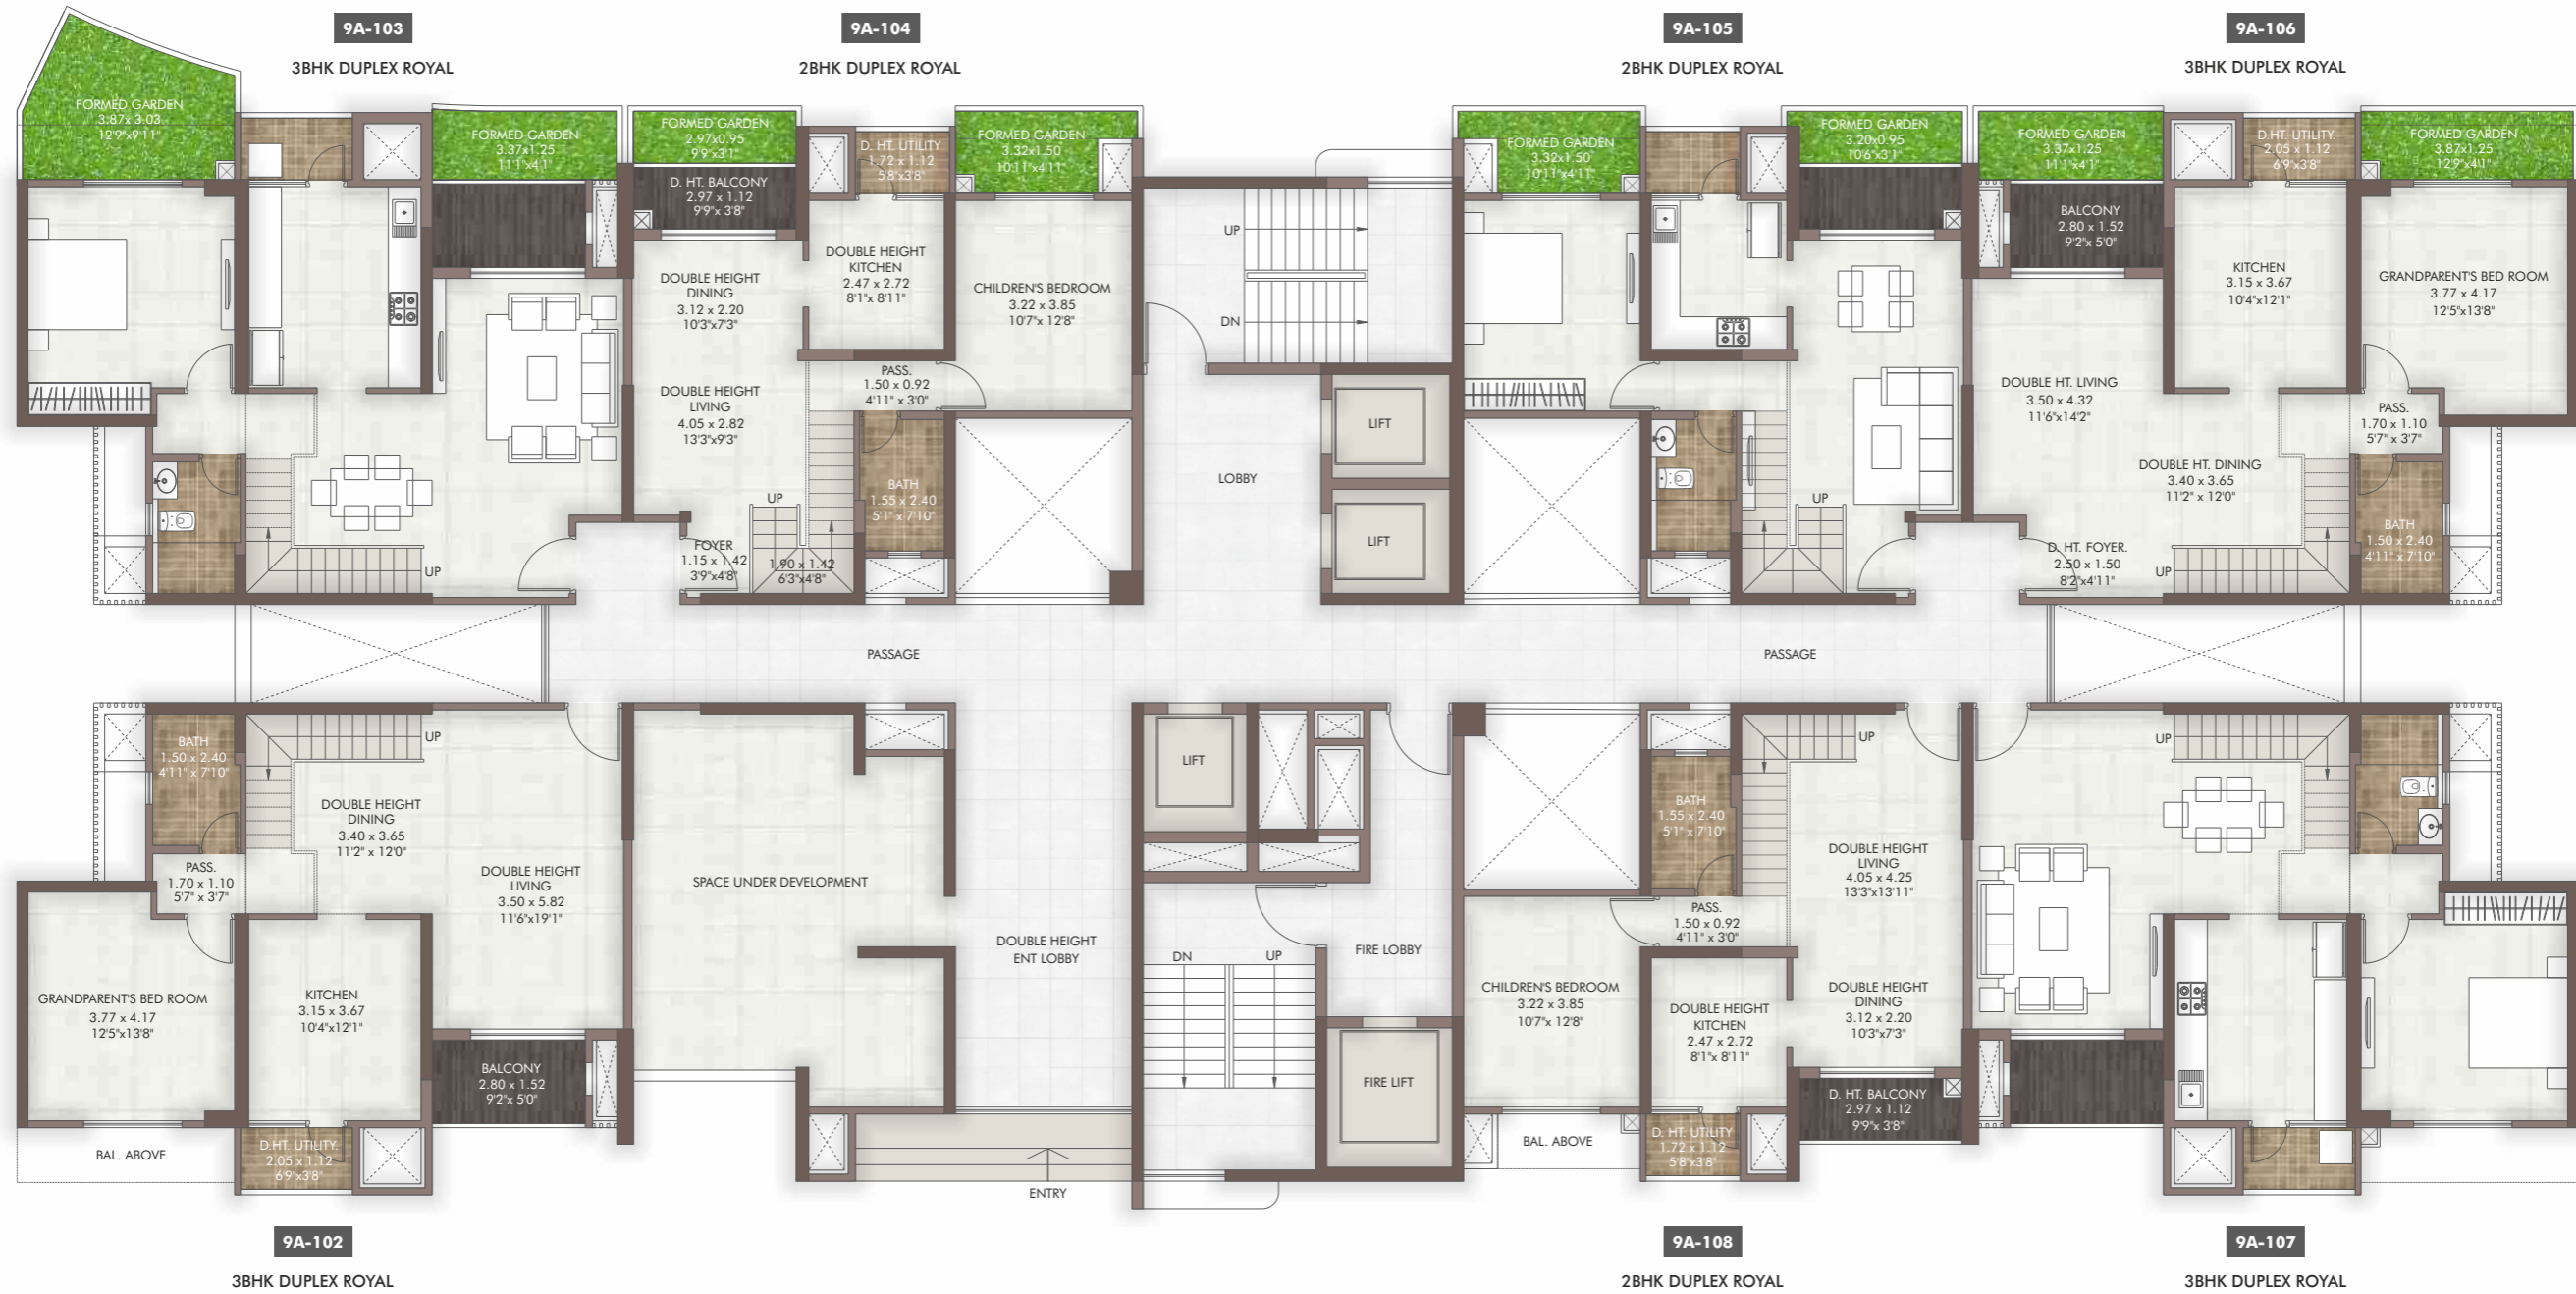 9A-103
3BHK DUPLEX ROYAL
9A-104
2BHK DUPLEX ROYAL
9A-105
2BHK DUPLEX ROYAL
9A-106
3BHK DUPLEX ROYAL
FORMED GARDEN
3.87x 3.03
12'9"x9'11"
FORMED GARDEN
3.37x1.25
11'1"x4'1"
FORMED GARDEN
2.97x0.95
9'9"x3'1"
D. HT. BALCONY
2.97 x 1.12
9'9"x 3'8"
D. HT. UTILITY
1.72 x 1.12
5'8"x3'8"
FORMED GARDEN
3.32x1.50
10'11"x4'11"
DOUBLE HEIGHT
DINING
3.12 x 2.20
10'3"x7'3"
DOUBLE HEIGHT
KITCHEN
2.47 x 2.72
8'1"x 8'11"
CHILDREN'S BEDROOM
3.22 x 3.85
10'7"x 12'8"
DOUBLE HEIGHT
LIVING
4.05 x 2.82
13'3"x9'3"
PASS.
1.50 x 0.92
4'11" x 3'0"
BATH
1.55 x 2.40
5'1" x 7'10"
UP
FOYER
1.15 x 1.42
3'9"x4'8"
1.90 x 1.42
6'3"x4'8"
UP
UP
DN
LOBBY
LIFT
LIFT
FORMED GARDEN
3.32x1.50
10'11"x4'11"
FORMED GARDEN
3.20x0.95
10'6"x3'1"
UP
FORMED GARDEN
3.37x1.25
11'1"x4'1"
D.HT. UTILITY.
2.05 x 1.12
6'9"x3'8"
FORMED GARDEN
3.87x1.25
12'9"x4'1"
BALCONY
2.80 x 1.52
9'2"x 5'0"
KITCHEN
3.15 x 3.67
10'4"x12'1"
GRANDPARENT'S BED ROOM
3.77 x 4.17
12'5"x13'8"
DOUBLE HT. LIVING
3.50 x 4.32
11'6"x14'2"
PASS.
1.70 x 1.10
5'7" x 3'7"
DOUBLE HT. DINING
3.40 x 3.65
11'2" x 12'0"
BATH
1.50 x 2.40
4'11" x 7'10"
D. HT. FOYER.
2.50 x 1.50
8'2"x4'11"
UP
PASSAGE
PASSAGE
BATH
1.50 x 2.40
4'11" x 7'10"
UP
DOUBLE HEIGHT
DINING
3.40 x 3.65
11'2" x 12'0"
PASS.
1.70 x 1.10
5'7" x 3'7"
DOUBLE HEIGHT
LIVING
3.50 x 5.82
11'6"x19'1"
GRANDPARENT'S BED ROOM
3.77 x 4.17
12'5"x13'8"
KITCHEN
3.15 x 3.67
10'4"x12'1"
BALCONY
2.80 x 1.52
9'2"x 5'0"
BAL. ABOVE
D.HT. UTILITY.
2.05 x 1.12
6'9"x3'8"
SPACE UNDER DEVELOPMENT
DOUBLE HEIGHT
ENT LOBBY
ENTRY
LIFT
DN
UP
FIRE LOBBY
FIRE LIFT
BATH
1.55 x 2.40
5'1" x 7'10"
UP
DOUBLE HEIGHT
LIVING
4.05 x 4.25
13'3"x13'11"
PASS.
1.50 x 0.92
4'11" x 3'0"
CHILDREN'S BEDROOM
3.22 x 3.85
10'7"x 12'8"
DOUBLE HEIGHT
KITCHEN
2.47 x 2.72
8'1"x 8'11"
DOUBLE HEIGHT
DINING
3.12 x 2.20
10'3"x7'3"
D. HT. BALCONY
2.97 x 1.12
9'9"x 3'8"
BAL. ABOVE
D. HT. UTILITY
1.72 x 1.12
5'8"x3'8"
UP
9A-102
3BHK DUPLEX ROYAL
9A-108
2BHK DUPLEX ROYAL
9A-107
3BHK DUPLEX ROYAL